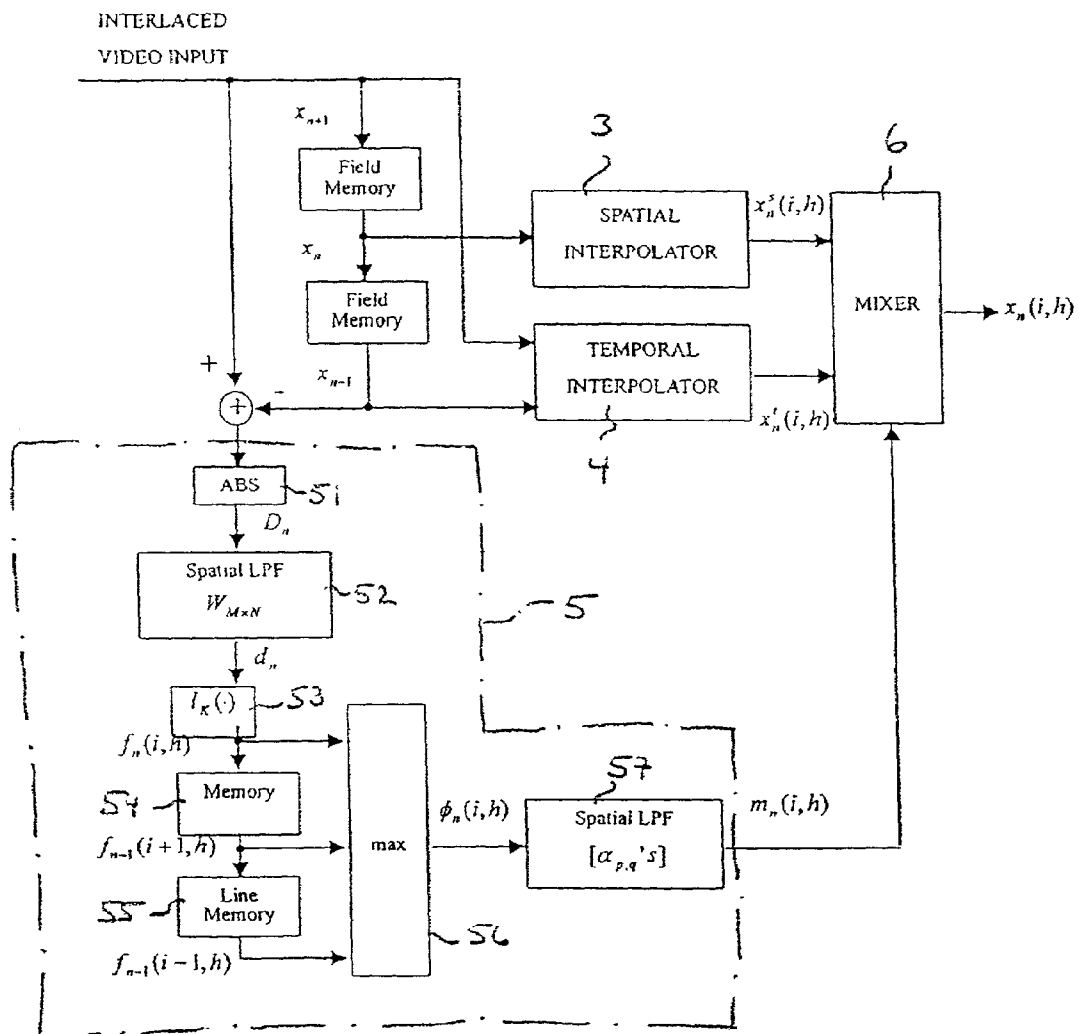 INTERLACED
VIDEO INPUT
x_{n+1}
Field
Memory
x_n
Field
Memory
x_{n-1}
+
-
+
3
SPATIAL
INTERPOLATOR
x_n^s(i,h)
TEMPORAL
INTERPOLATOR
4
x_n^t(i,h)
6
MIXER
x_n(i,h)
ABS
51
D_n
Spatial LPF
W_{M×N}
52
d_n
5
l_K(·)
53
f_n(i,h)
Memory
54
f_{n-1}(i+1,h)
Line
Memory
55
f_{n-1}(i-1,h)
max
56
ϕ_n(i,h)
57
Spatial LPF
[α_{p,q}'s]
m_n(i,h)